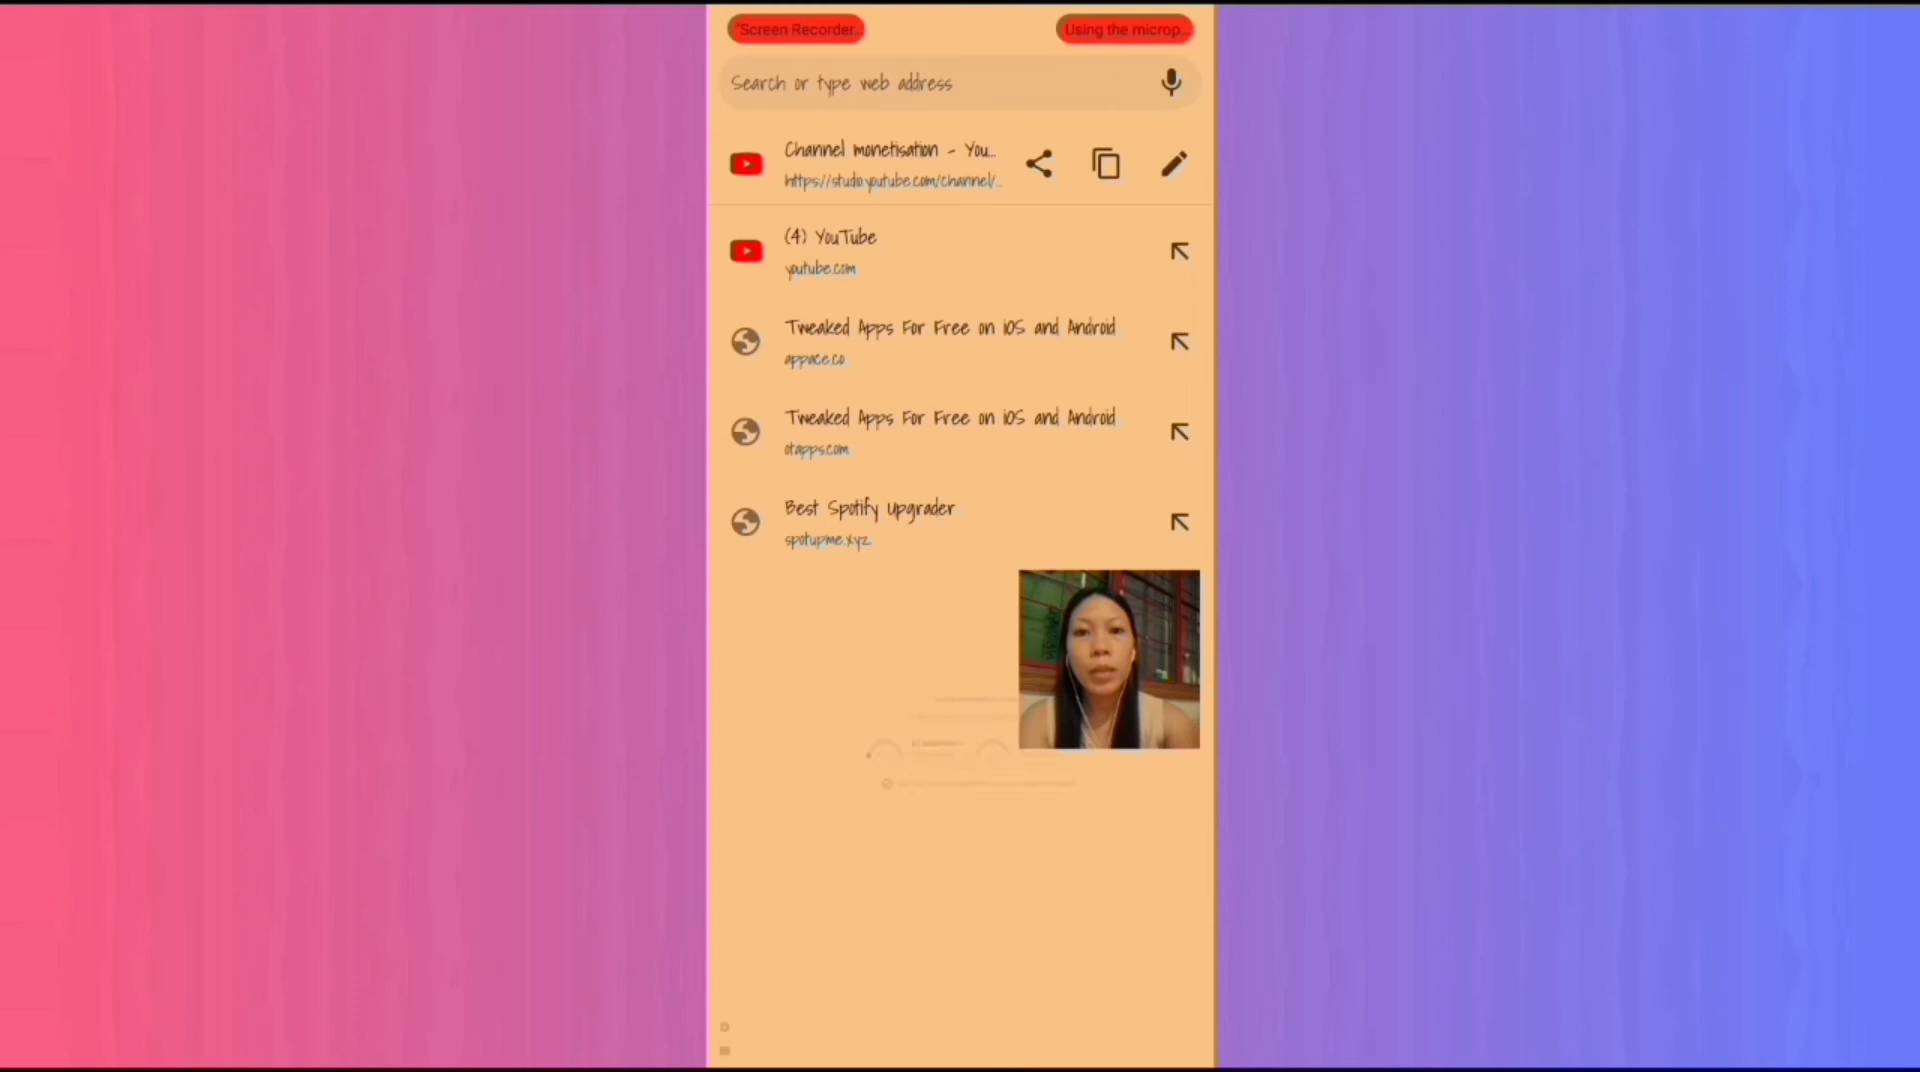 "Screen Recorder...
Using the microp...
Search or type web address
Channel monetisation - You...
https://studio.youtube.com/channel/...
(4) YouTube
youtube.com
Tweaked Apps For Free on iOS and Android
appace.co
Tweaked Apps For Free on iOS and Android
otapps.com
Best Spotify Upgrader
spotupme.xyz